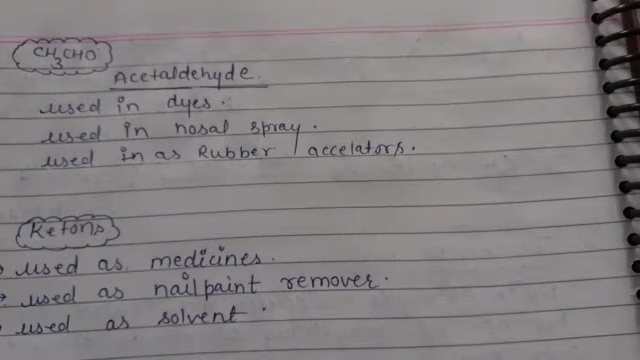 CH₃CHO
Acetaldehyde.
used in dyes.
used in nosal spray.
used in as Rubber accelators.
Ketons
→ used as medicines.
→ used as nailpaint remover.
→ used as solvent.